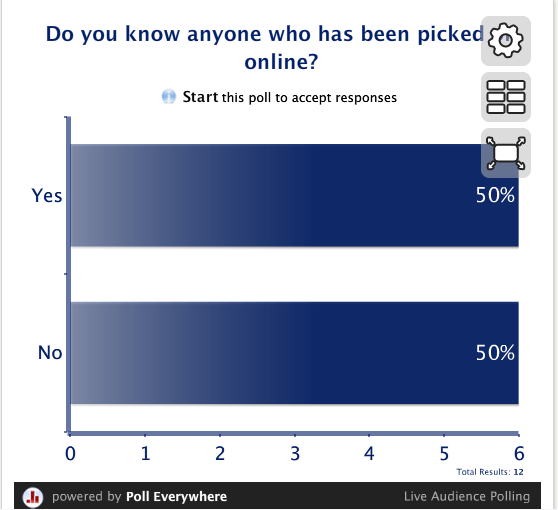 Do you know anyone who has been picked
online?
Start this poll to accept responses
Yes
50%
No
50%
0 1 2 3 4 5 6
Total Results: 12
powered by Poll Everywhere
Live Audience Polling